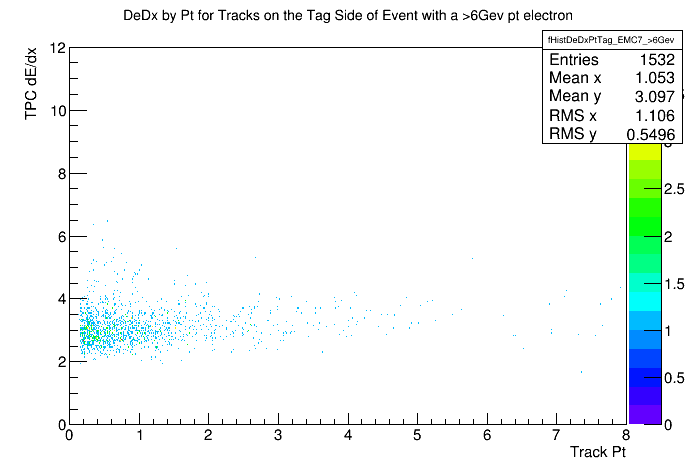 DeDx by Pt for Tracks on the Tag Side of Event with a >6Gev pt electron
fHistDeDxPtTag_EMC7_>6Gev
Entries 1532
Mean x 1.053
Mean y 3.097
RMS x 1.106
RMS y 0.5496
TPC dE/dx
12
10
8
6
4
2
0
0 1 2 3 4 5 6 7 8
Track Pt
2.5
2
1.5
1
0.5
0